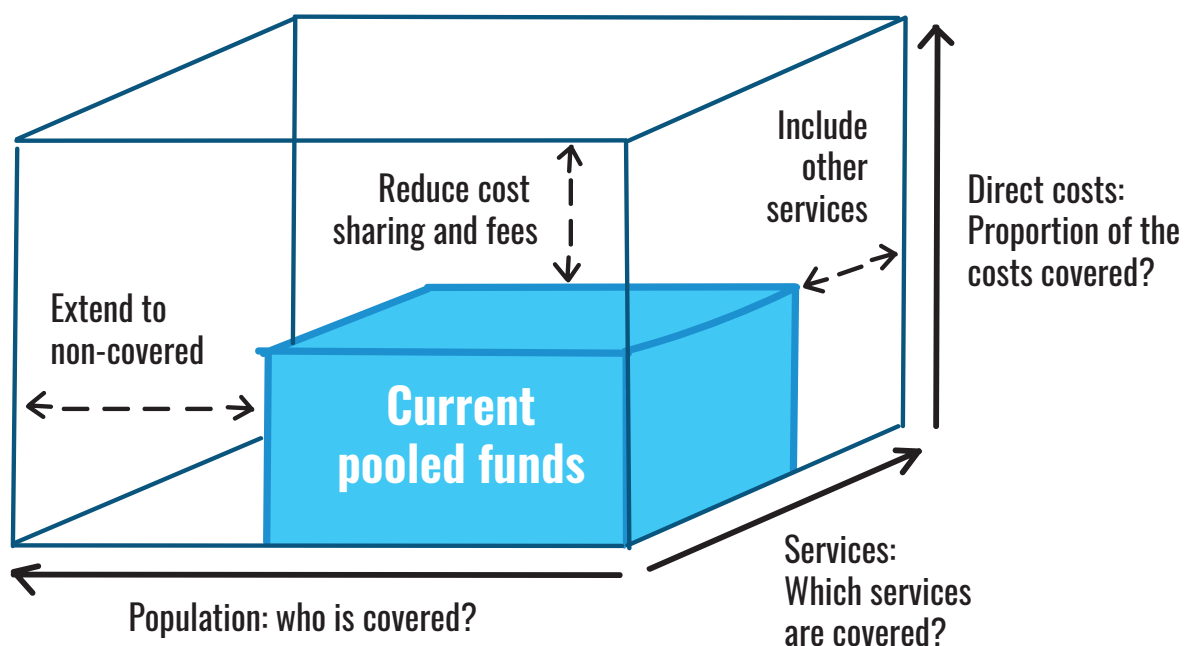 Include
other
services
Reduce cost
sharing and fees
Direct costs:
Proportion of the
costs covered?
Extend to
non-covered
Current
pooled funds
Services:
Which services
are covered?
Population: who is covered?